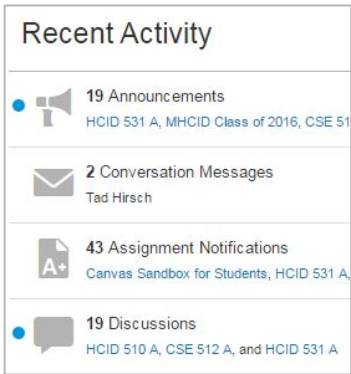 Recent Activity
19 Announcements
HCID 531 A, MHCID Class of 2016, CSE 51
2 Conversation Messages
Tad Hirsch
A+
43 Assignment Notifications
Canvas Sandbox for Students, HCID 531 A,
19 Discussions
HCID 510 A, CSE 512 A, and HCID 531 A